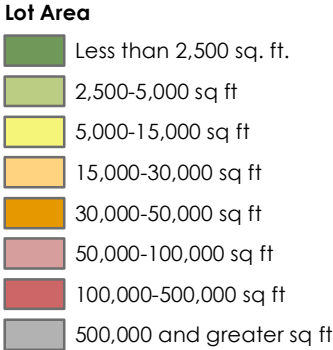 Lot Area
Less than 2,500 sq. ft.
2,500-5,000 sq ft
5,000-15,000 sq ft
15,000-30,000 sq ft
30,000-50,000 sq ft
50,000-100,000 sq ft
100,000-500,000 sq ft
500,000 and greater sq ft